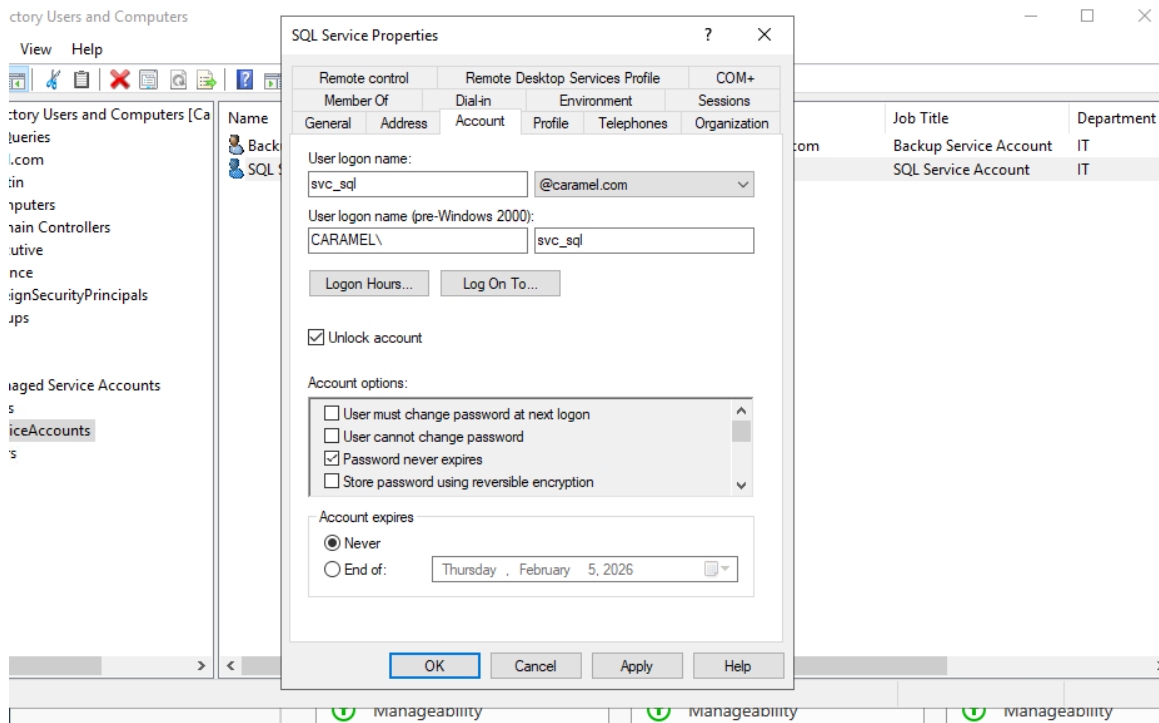 ctory Users and Computers
SQL Service Properties
?
View Help
Remote control Remote Desktop Services Profile COM+
Member Of Dial-in Environment Sessions
General Address Account Profile Telephones Organization
ctory Users and Computers [Ca
Queries
l.com
tin
mputers
main Controllers
cutive
nce
eignSecurityPrincipals
ups
naged Service Accounts
s
iceAccounts
rs
Name Job Title Department
Back com Backup Service Account IT
SQL S SQL Service Account IT
User logon name:
svc_sql @caramel.com
User logon name (pre-Windows 2000):
CARAMEL\ svc_sql
Logon Hours... Log On To...
Unlock account
Account options:
User must change password at next logon
User cannot change password
Password never expires
Store password using reversible encryption
Account expires
Never
End of: Thursday , February 5, 2026
OK Cancel Apply Help
Manageability Manageability Manageability